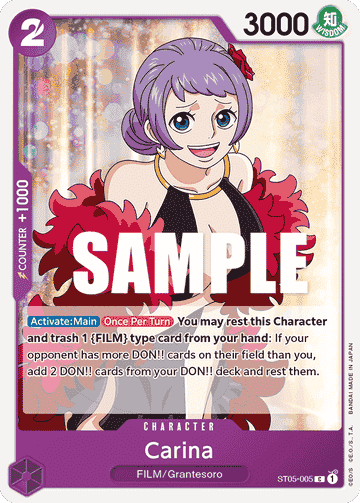 2
3000
知
WISDOM
COUNTER +1000
SAMPLE
Activate:Main Once Per Turn You may rest this Character
and trash 1 {FILM} type card from your hand: If your
opponent has more DON!! cards on their field than you,
add 2 DON!! cards from your DON!! deck and rest them.
CHARACTER
Carina
FILM/Grantesoro
ST05-005 C 1
©E.O/S. ©E.O./S., T.A. BANDAI MADE IN JAPAN